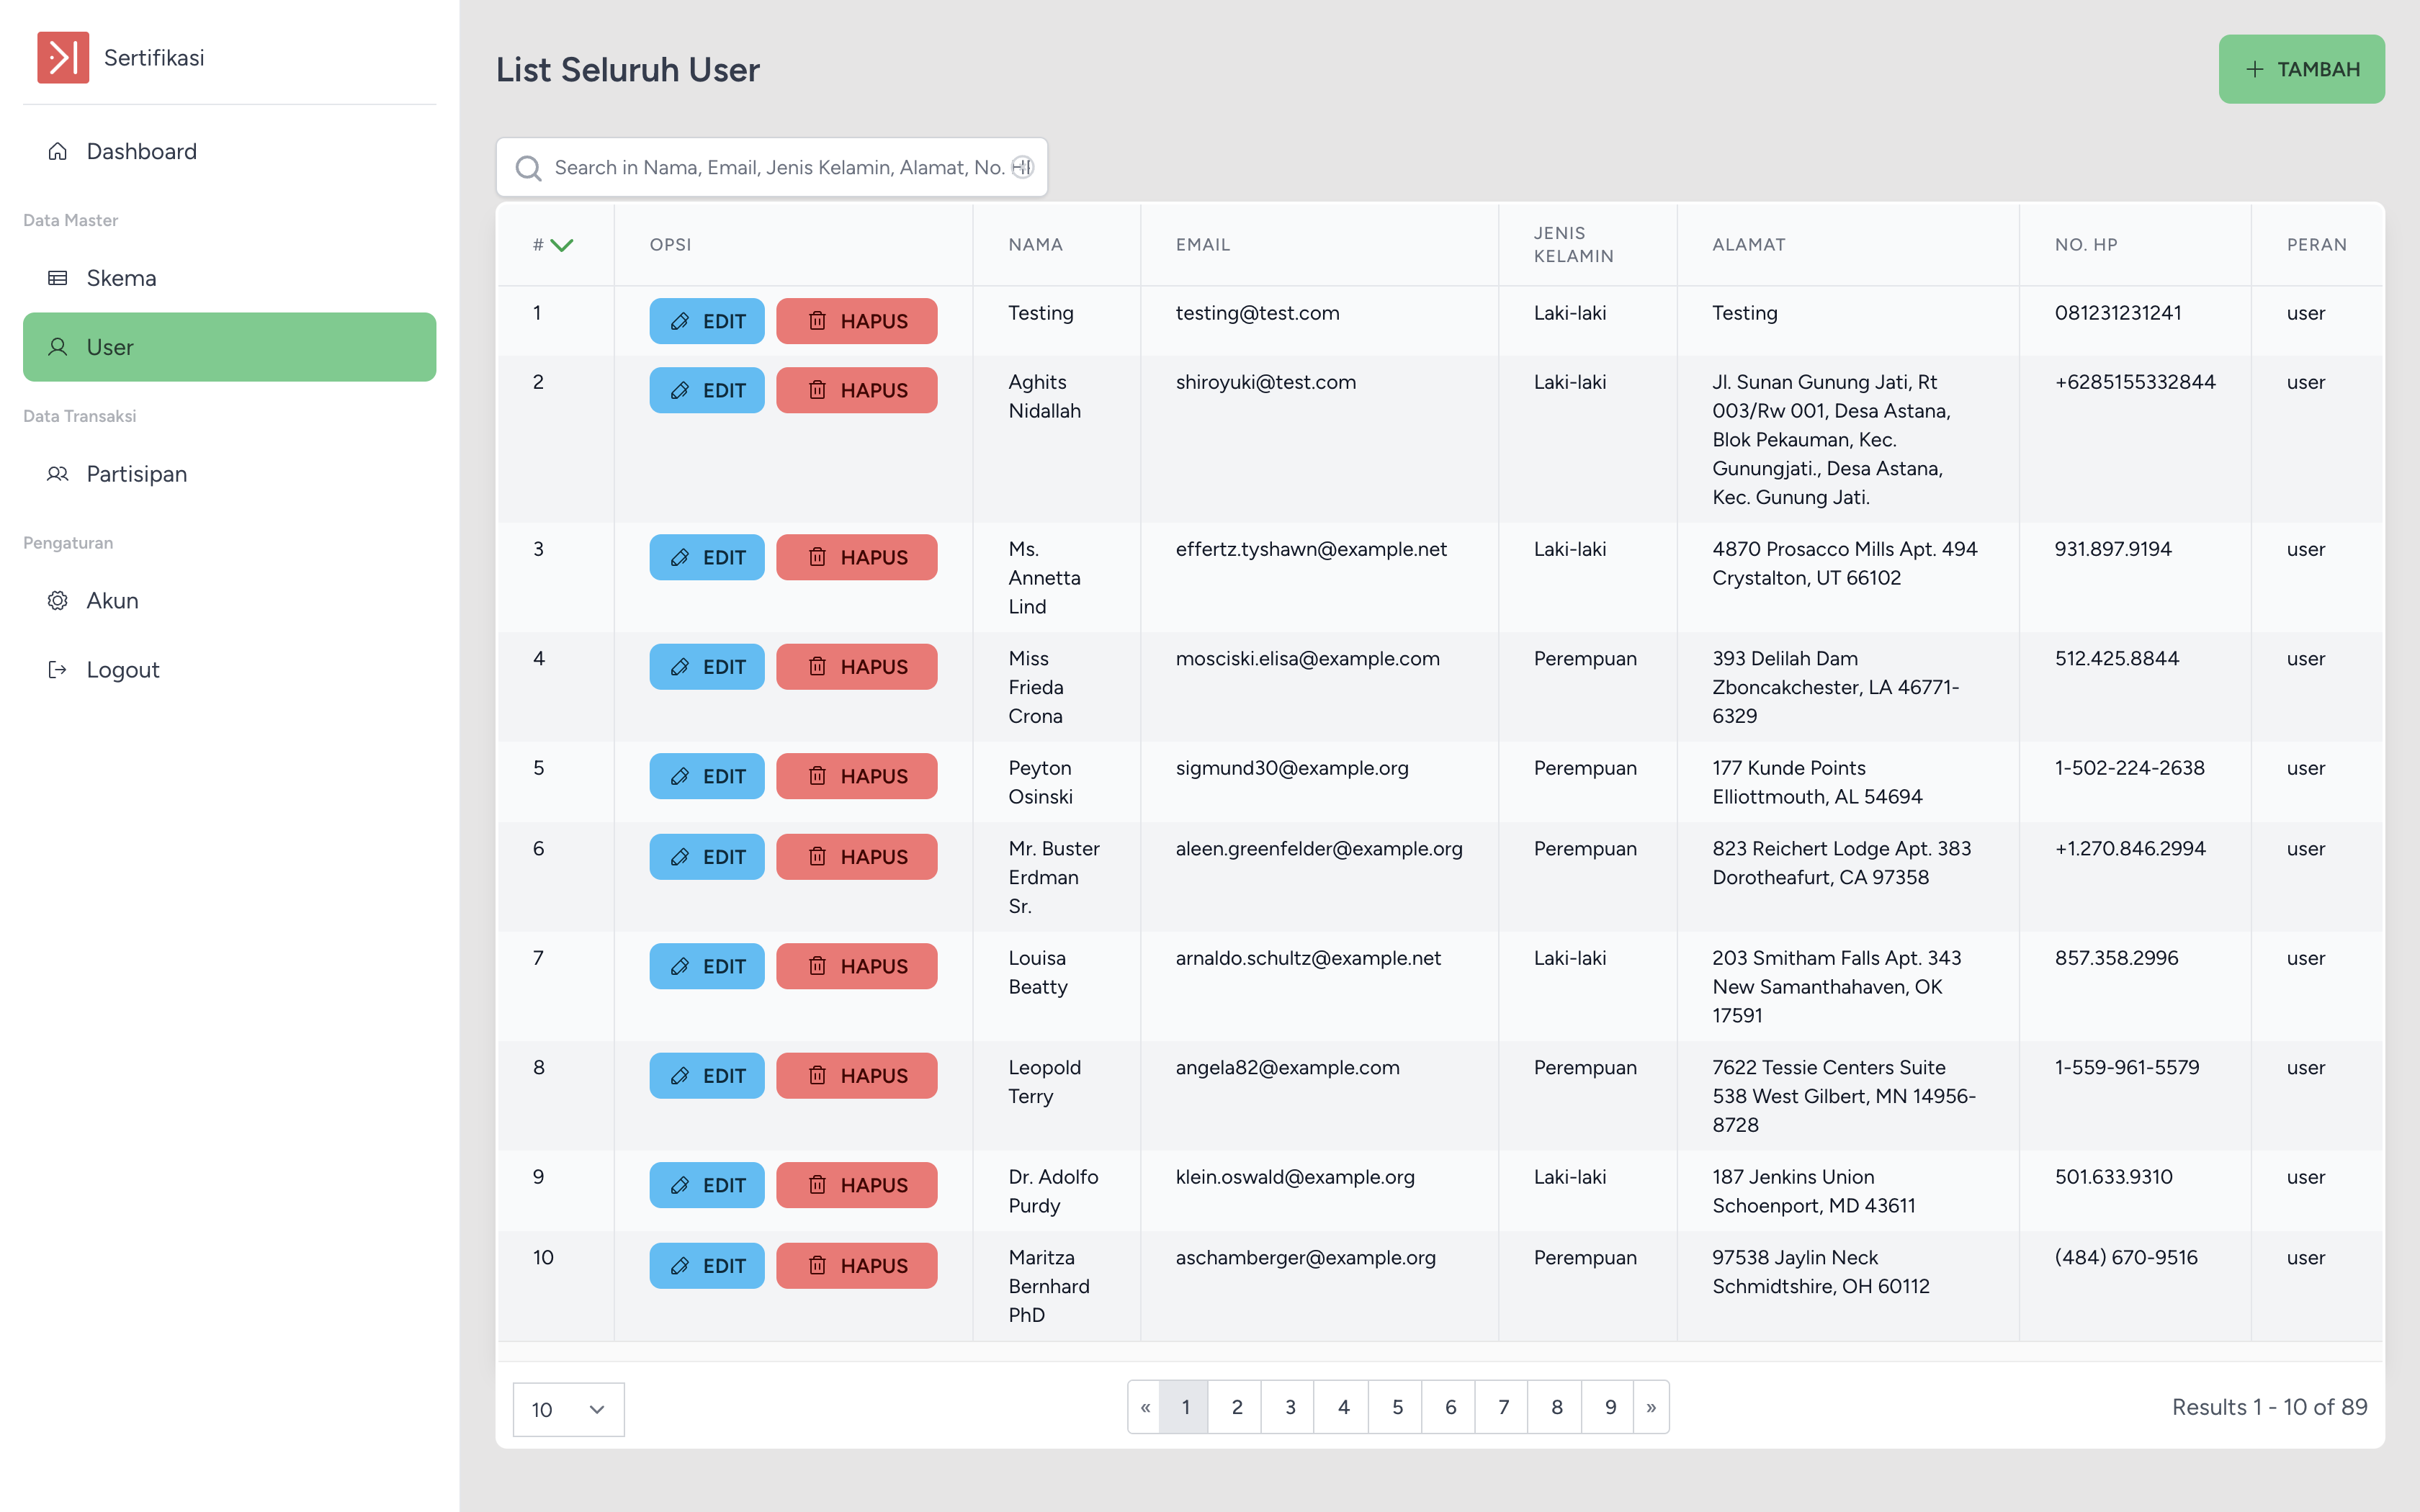 Sertifikasi
Dashboard
Data Master
Skema
User
Data Transaksi
Partisipan
Pengaturan
Akun
Logout
List Seluruh User
+ TAMBAH
Search in Nama, Email, Jenis Kelamin, Alamat, No.
# OPSI NAMA EMAIL JENIS KELAMIN ALAMAT NO. HP PERAN
1 EDIT HAPUS Testing testing@test.com Laki-laki Testing 081231231241 user
2 EDIT HAPUS Aghits Nidallah shiroyuki@test.com Laki-laki Jl. Sunan Gunung Jati, Rt 003/Rw 001, Desa Astana, Blok Pekauman, Kec. Gunungjati., Desa Astana, Kec. Gunung Jati. +6285155332844 user
3 EDIT HAPUS Ms. Annetta Lind effertz.tyshawn@example.net Laki-laki 4870 Prosacco Mills Apt. 494 Crystalton, UT 66102 931.897.9194 user
4 EDIT HAPUS Miss Frieda Crona mosciski.elisa@example.com Perempuan 393 Delilah Dam Zboncakchester, LA 46771-6329 512.425.8844 user
5 EDIT HAPUS Peyton Osinski sigmund30@example.org Perempuan 177 Kunde Points Elliottmouth, AL 54694 1-502-224-2638 user
6 EDIT HAPUS Mr. Buster Erdman Sr. aleen.greenfelder@example.org Perempuan 823 Reichert Lodge Apt. 383 Dorotheafurt, CA 97358 +1.270.846.2994 user
7 EDIT HAPUS Louisa Beatty arnaldo.schultz@example.net Laki-laki 203 Smitham Falls Apt. 343 New Samanthahaven, OK 17591 857.358.2996 user
8 EDIT HAPUS Leopold Terry angela82@example.com Perempuan 7622 Tessie Centers Suite 538 West Gilbert, MN 14956-8728 1-559-961-5579 user
9 EDIT HAPUS Dr. Adolfo Purdy klein.oswald@example.org Laki-laki 187 Jenkins Union Schoenport, MD 43611 501.633.9310 user
10 EDIT HAPUS Maritza Bernhard PhD aschamberger@example.org Perempuan 97538 Jaylin Neck Schmidtshire, OH 60112 (484) 670-9516 user
10
« 1 2 3 4 5 6 7 8 9 »
Results 1 - 10 of 89